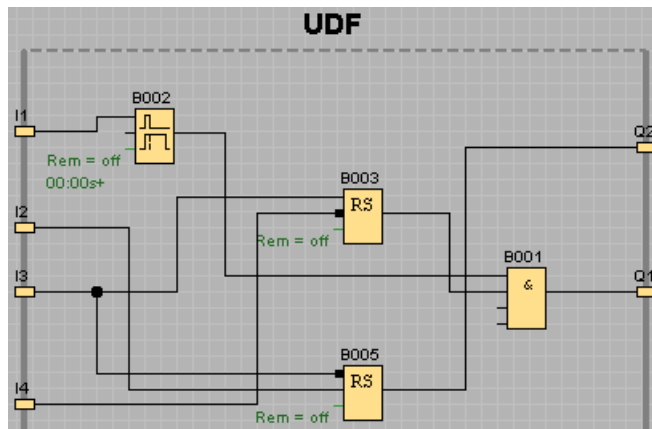 UDF
B002
I1
Q2
Rem = off
00:00s+
B003
I2
RS
Rem = off
B001
I3
&
Q1
B005
I4
RS
Rem = off